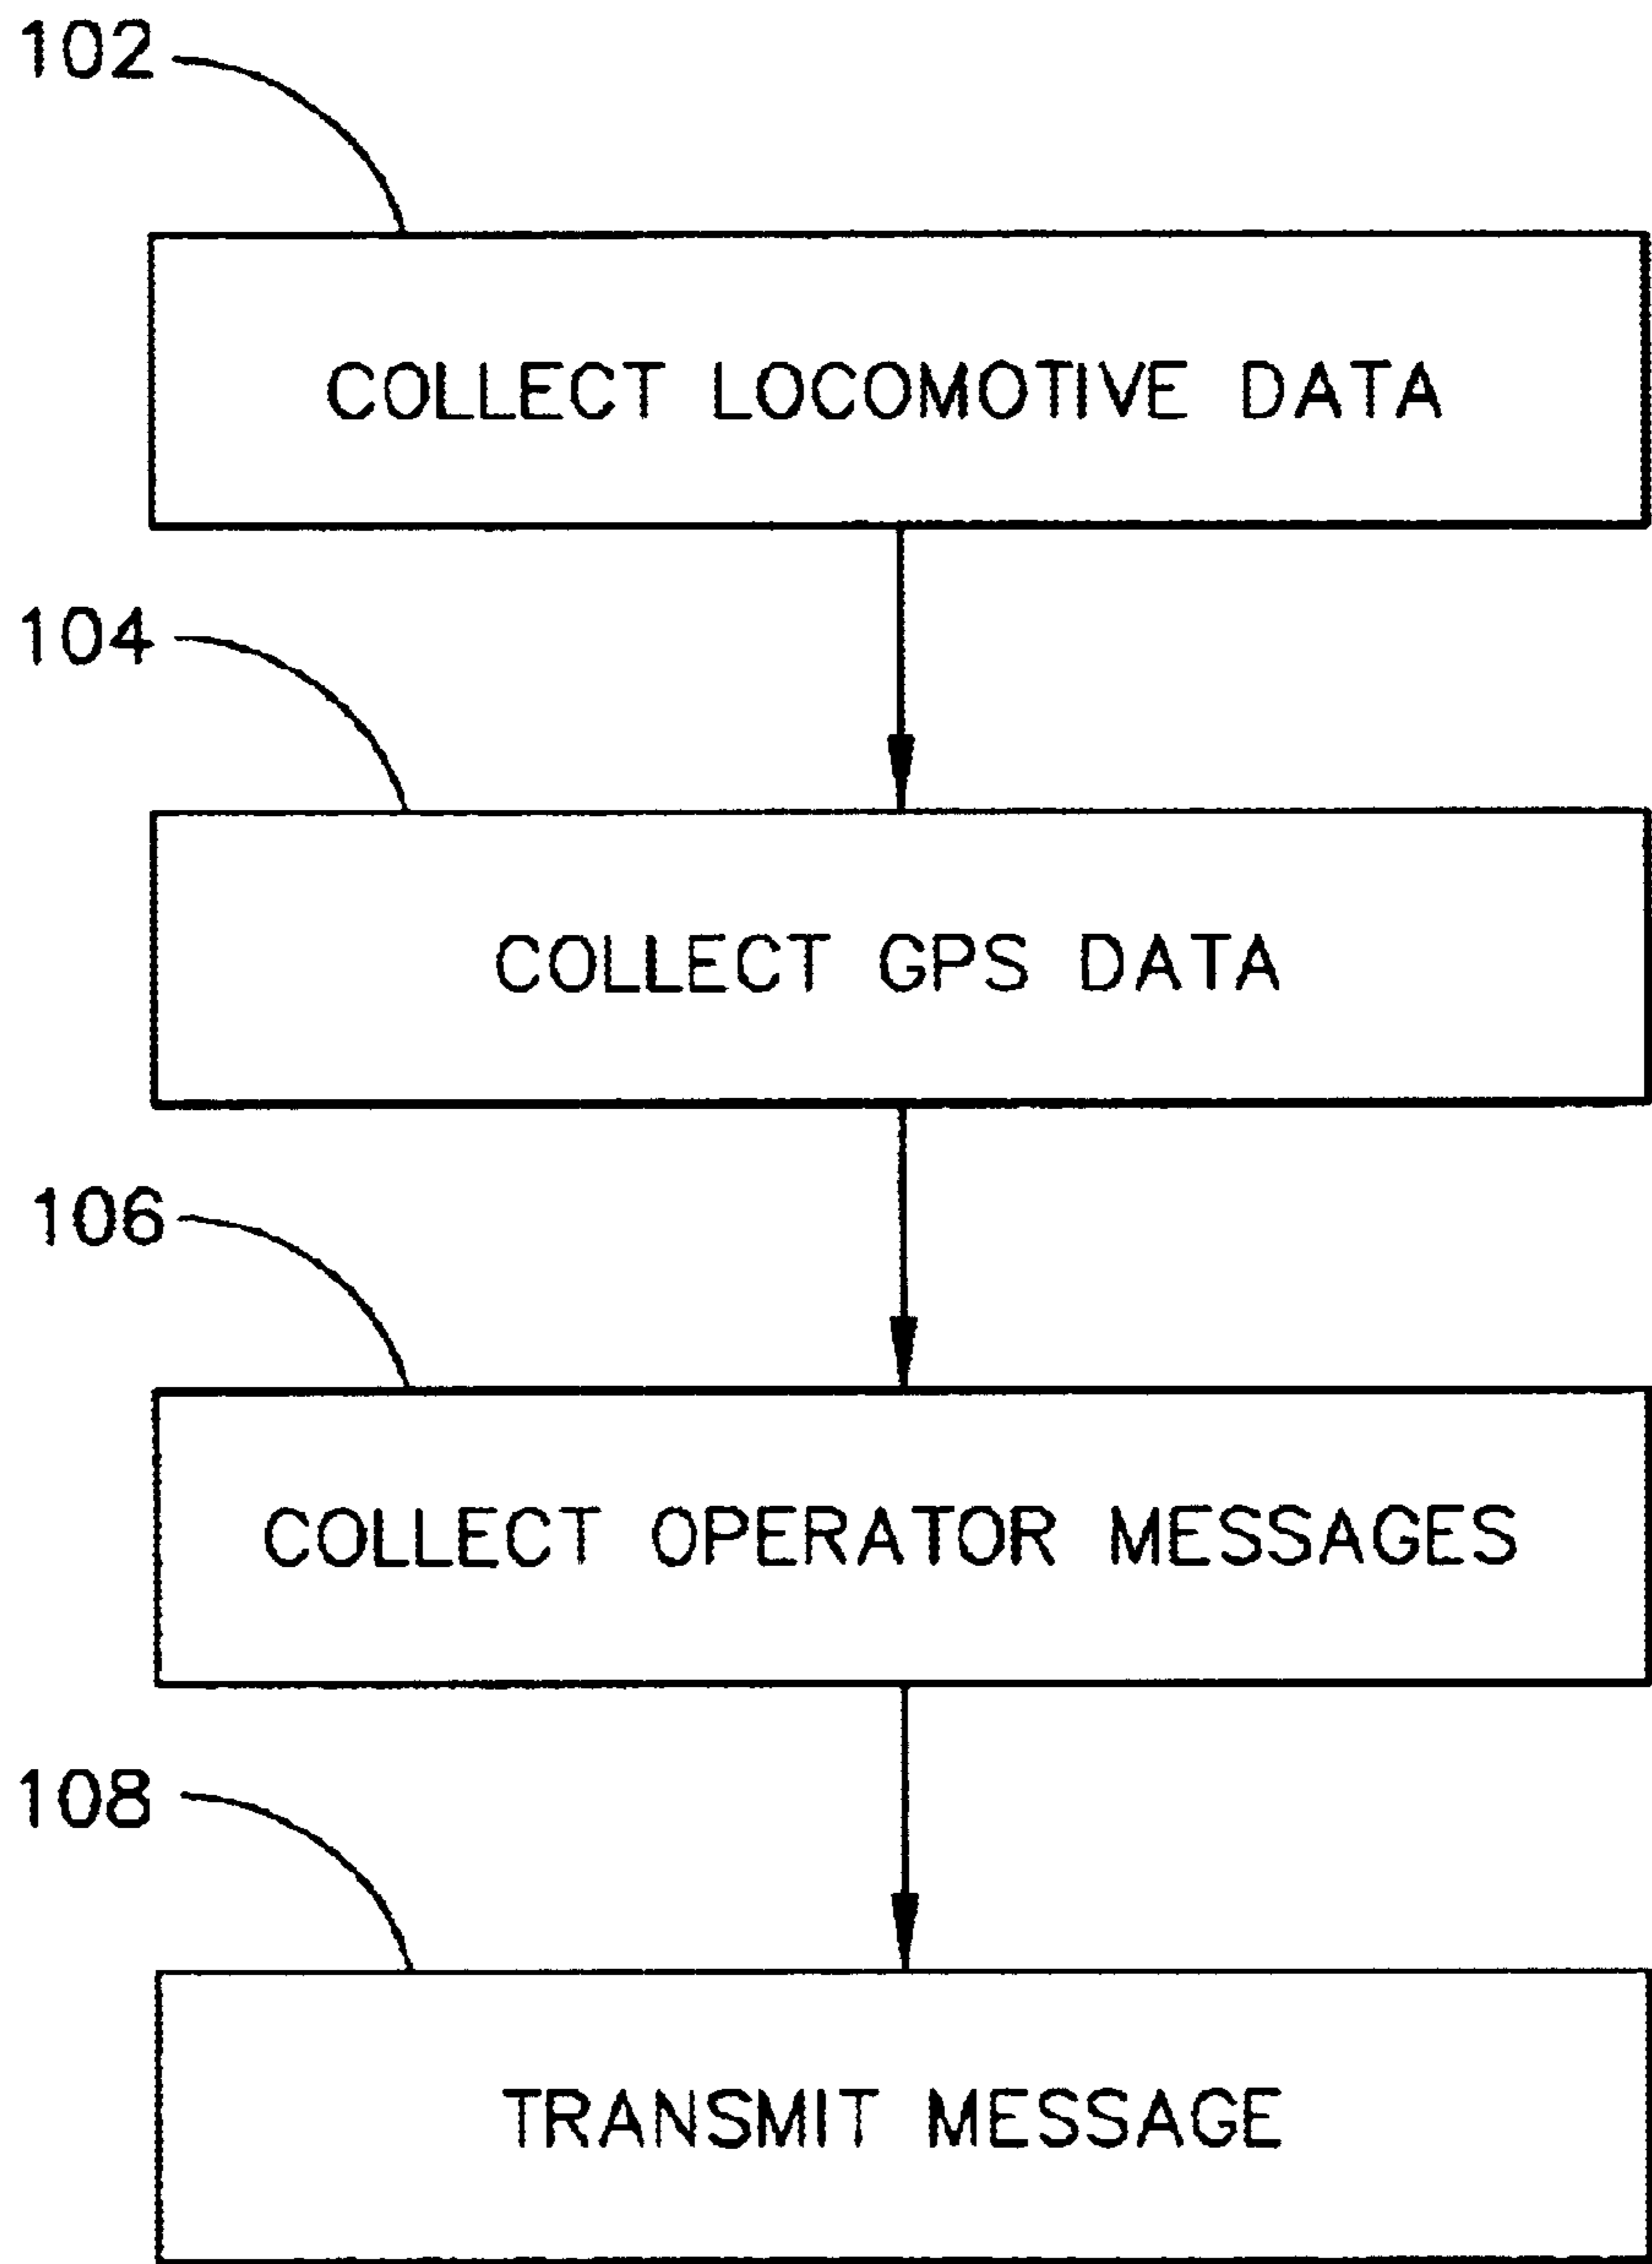 102
COLLECT LOCOMOTIVE DATA
104
COLLECT GPS DATA
106
COLLECT OPERATOR MESSAGES
108
TRANSMIT MESSAGE